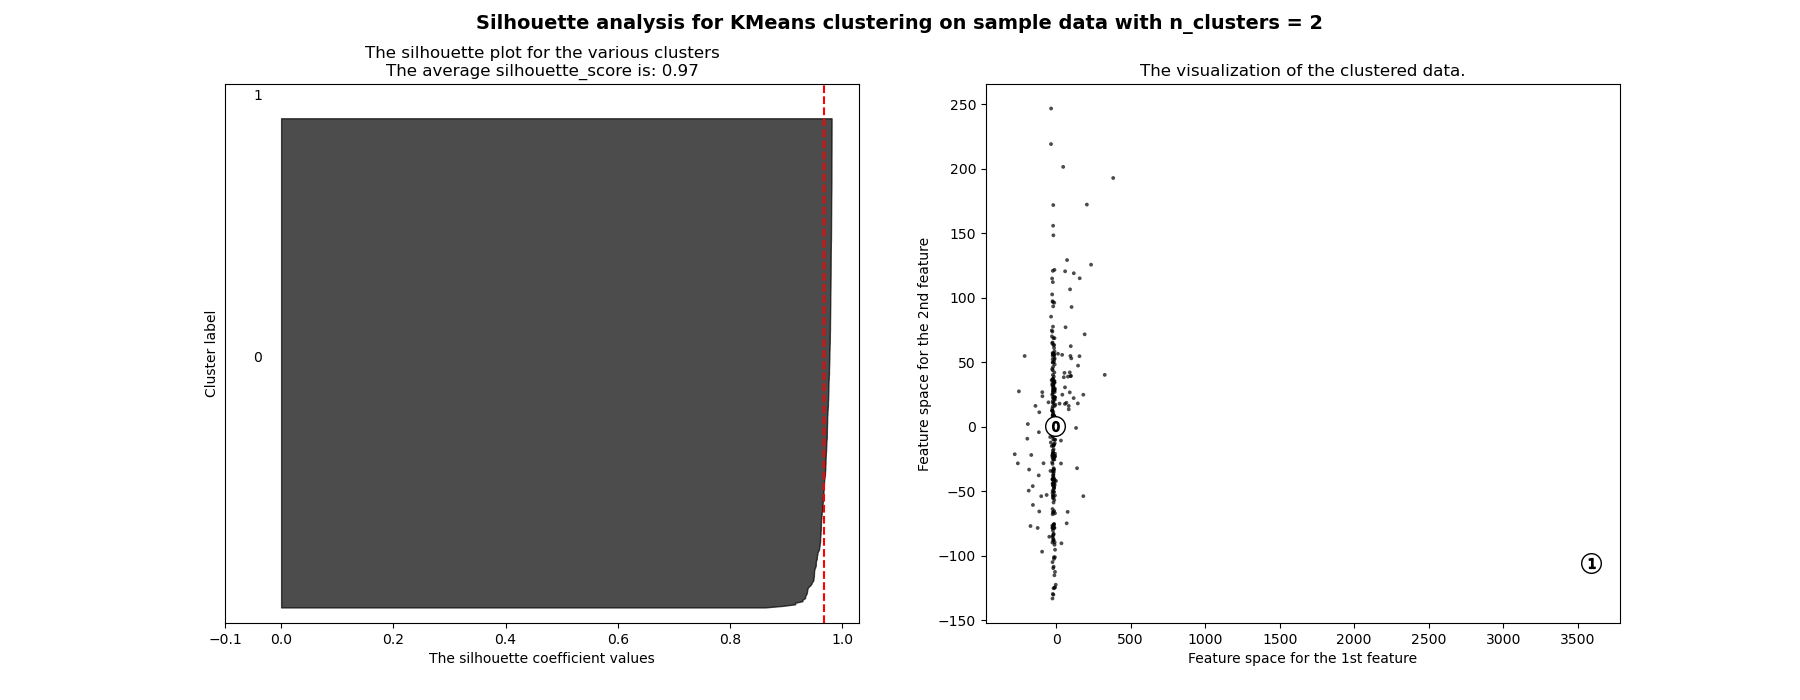 Silhouette analysis for KMeans clustering on sample data with n_clusters = 2
The silhouette plot for the various clusters
The average silhouette_score is: 0.97
1
0
Cluster label
−0.1 0.0 0.2 0.4 0.6 0.8 1.0
The silhouette coefficient values
The visualization of the clustered data.
250
200
150
100
50
0
−50
−100
−150
Feature space for the 2nd feature
0
1
0 500 1000 1500 2000 2500 3000 3500
Feature space for the 1st feature